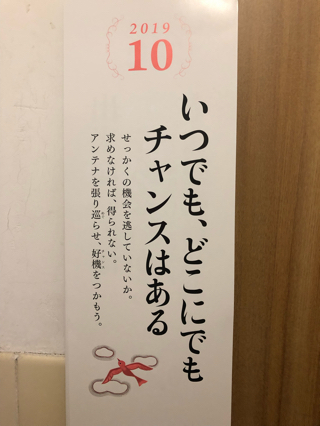 2019
10
いつでも、どこにでも
チャンスはある
せっかくの機会を逃していないか。
求めなければ、得られない。
アンテナを張り巡らせ、好機をつかもう。